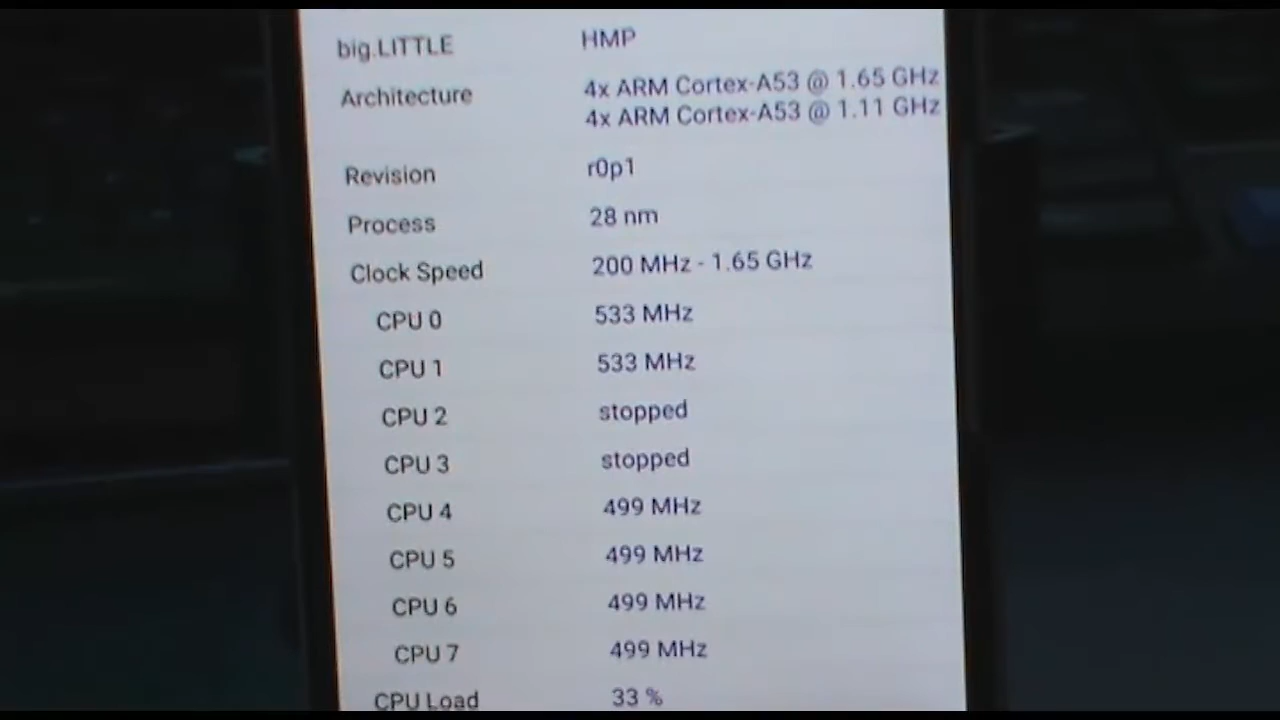 big.LITTLE HMP
Architecture 4x ARM Cortex-A53 @ 1.65 GHz
4x ARM Cortex-A53 @ 1.11 GHz
Revision r0p1
Process 28 nm
Clock Speed 200 MHz - 1.65 GHz
CPU 0 533 MHz
CPU 1 533 MHz
CPU 2 stopped
CPU 3 stopped
CPU 4 499 MHz
CPU 5 499 MHz
CPU 6 499 MHz
CPU 7 499 MHz
CPU Load 33 %